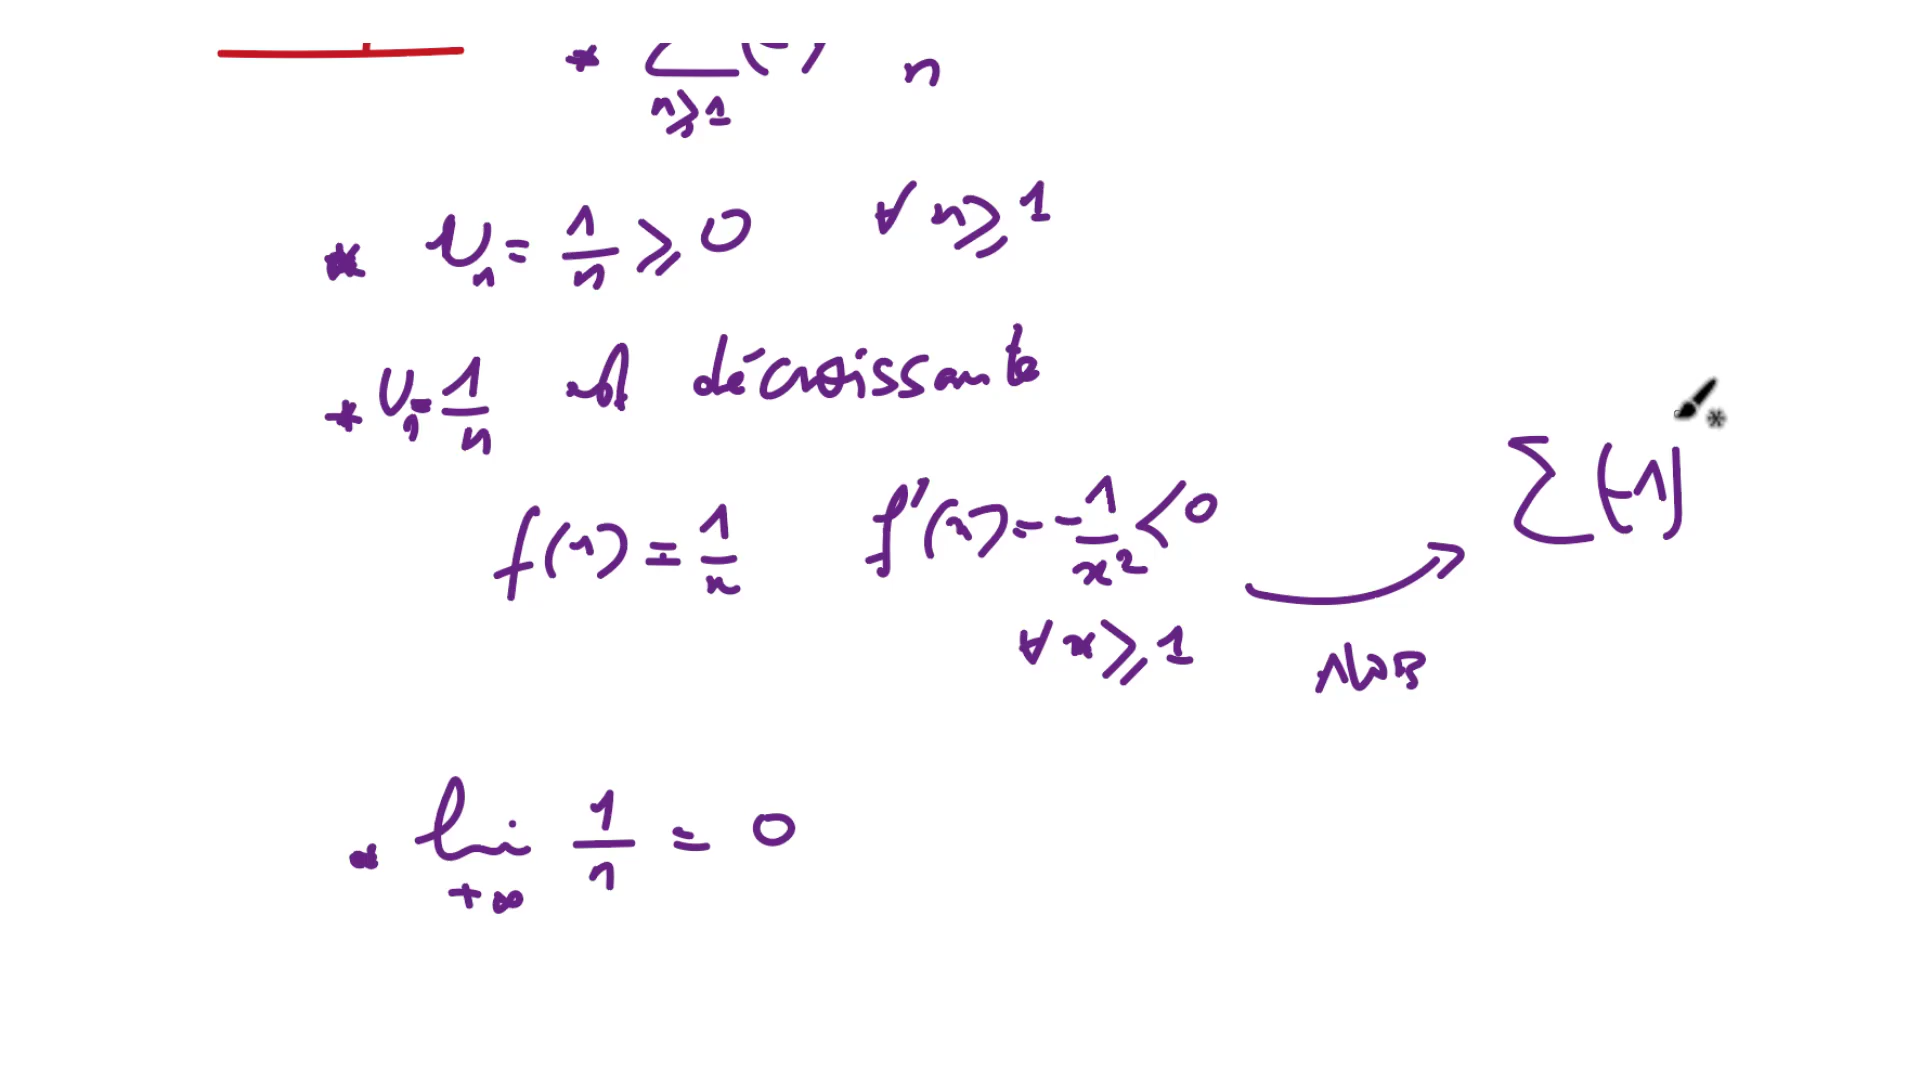 * ∑ (-1) n
n≥1
* Uₙ = 1/n ≥ 0 ∀ n ≥ 1
* Uₙ = 1/n est décroissante
f(x) = 1/x f'(x) = -1/x² < 0 ∑ (-1)
∀ x ≥ 1
* lim 1/n = 0
+∞